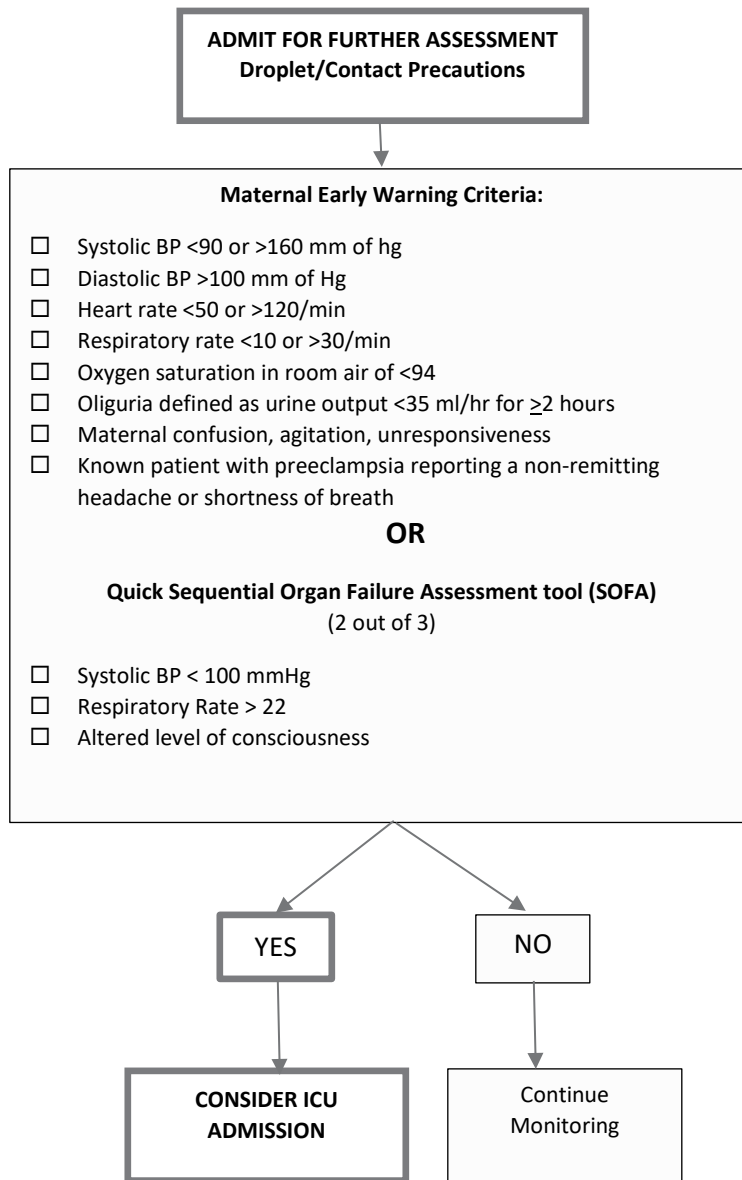 ADMIT FOR FURTHER ASSESSMENT
Droplet/Contact Precautions
Maternal Early Warning Criteria:
☐ Systolic BP <90 or >160 mm of hg
☐ Diastolic BP >100 mm of Hg
☐ Heart rate <50 or >120/min
☐ Respiratory rate <10 or >30/min
☐ Oxygen saturation in room air of <94
☐ Oliguria defined as urine output <35 ml/hr for >2 hours
☐ Maternal confusion, agitation, unresponsiveness
☐ Known patient with preeclampsia reporting a non-remitting
headache or shortness of breath
OR
Quick Sequential Organ Failure Assessment tool (SOFA)
(2 out of 3)
☐ Systolic BP < 100 mmHg
☐ Respiratory Rate > 22
☐ Altered level of consciousness
YES
NO
CONSIDER ICU
ADMISSION
Continue
Monitoring